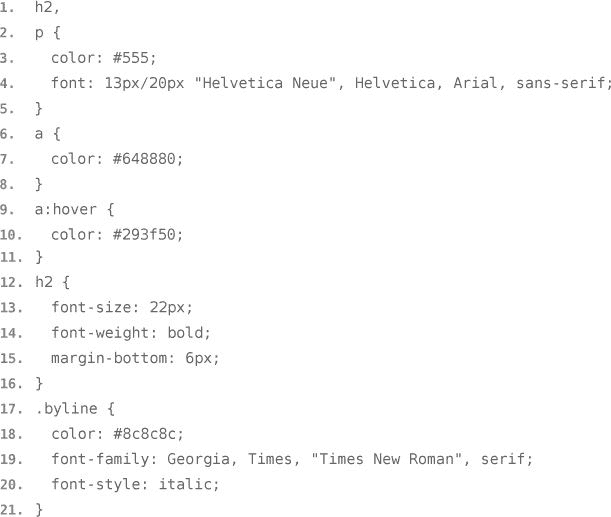 1. h2,
2. p {
3. color: #555;
4. font: 13px/20px "Helvetica Neue", Helvetica, Arial, sans-serif;
5. }
6. a {
7. color: #648880;
8. }
9. a:hover {
10. color: #293f50;
11. }
12. h2 {
13. font-size: 22px;
14. font-weight: bold;
15. margin-bottom: 6px;
16. }
17. .byline {
18. color: #8c8c8c;
19. font-family: Georgia, Times, "Times New Roman", serif;
20. font-style: italic;
21. }